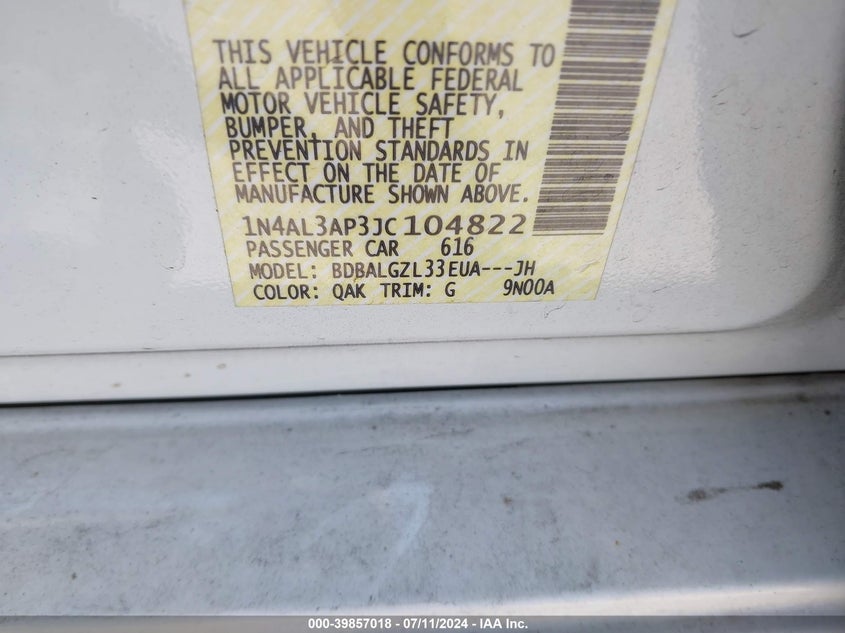 THIS VEHICLE CONFORMS TO
ALL APPLICABLE FEDERAL
MOTOR VEHICLE SAFETY,
BUMPER, AND THEFT
PREVENTION STANDARDS IN
EFFECT ON THE DATE OF
MANUFACTURE SHOWN ABOVE.
1N4AL3AP3JC104822
PASSENGER CAR 616
MODEL: BDBALGZL33EUA---JH
COLOR: QAK TRIM: G 9N00A
000-39857018 - 07/11/2024 - IAA Inc.